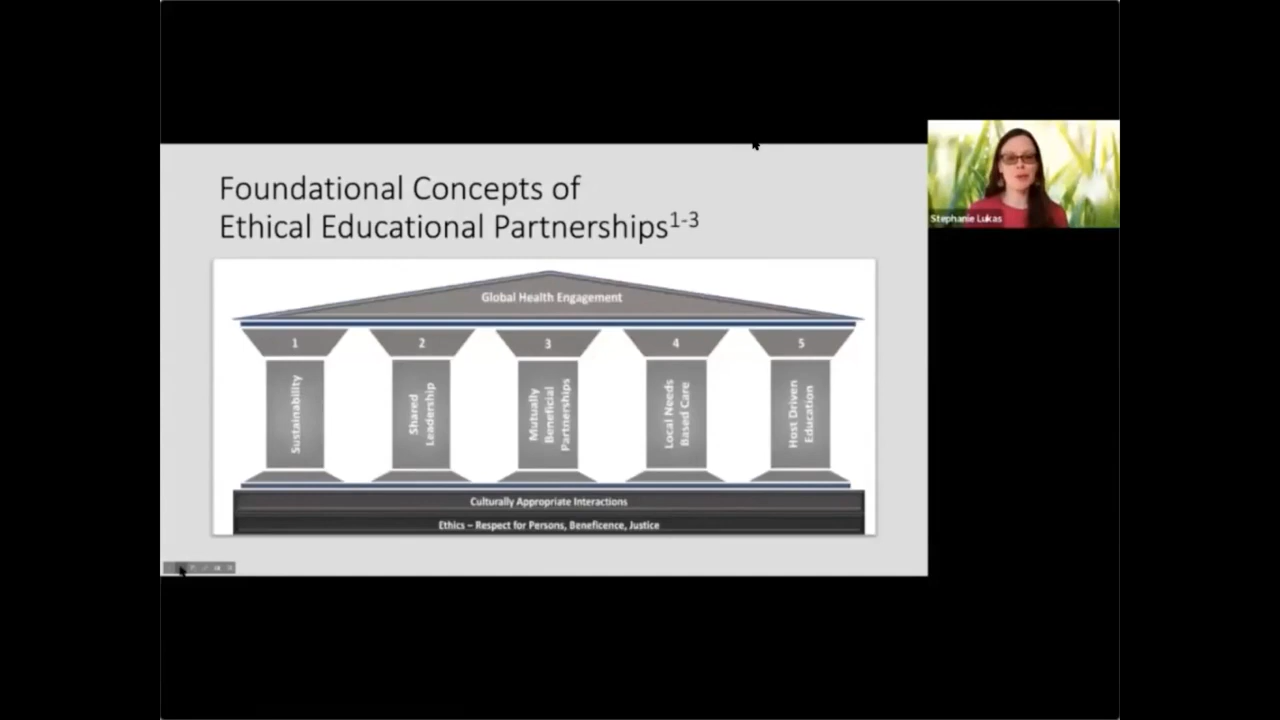 Foundational Concepts of
Ethical Educational Partnerships1-3
Global Health Engagement
1
2
3
4
5
Sustainability
Shared
Leadership
Mutually
Beneficial
Partnerships
Local Needs
Based Care
Host Driven
Education
Culturally Appropriate Interactions
Ethics – Respect for Persons, Beneficence, Justice
Stephanie Lukas